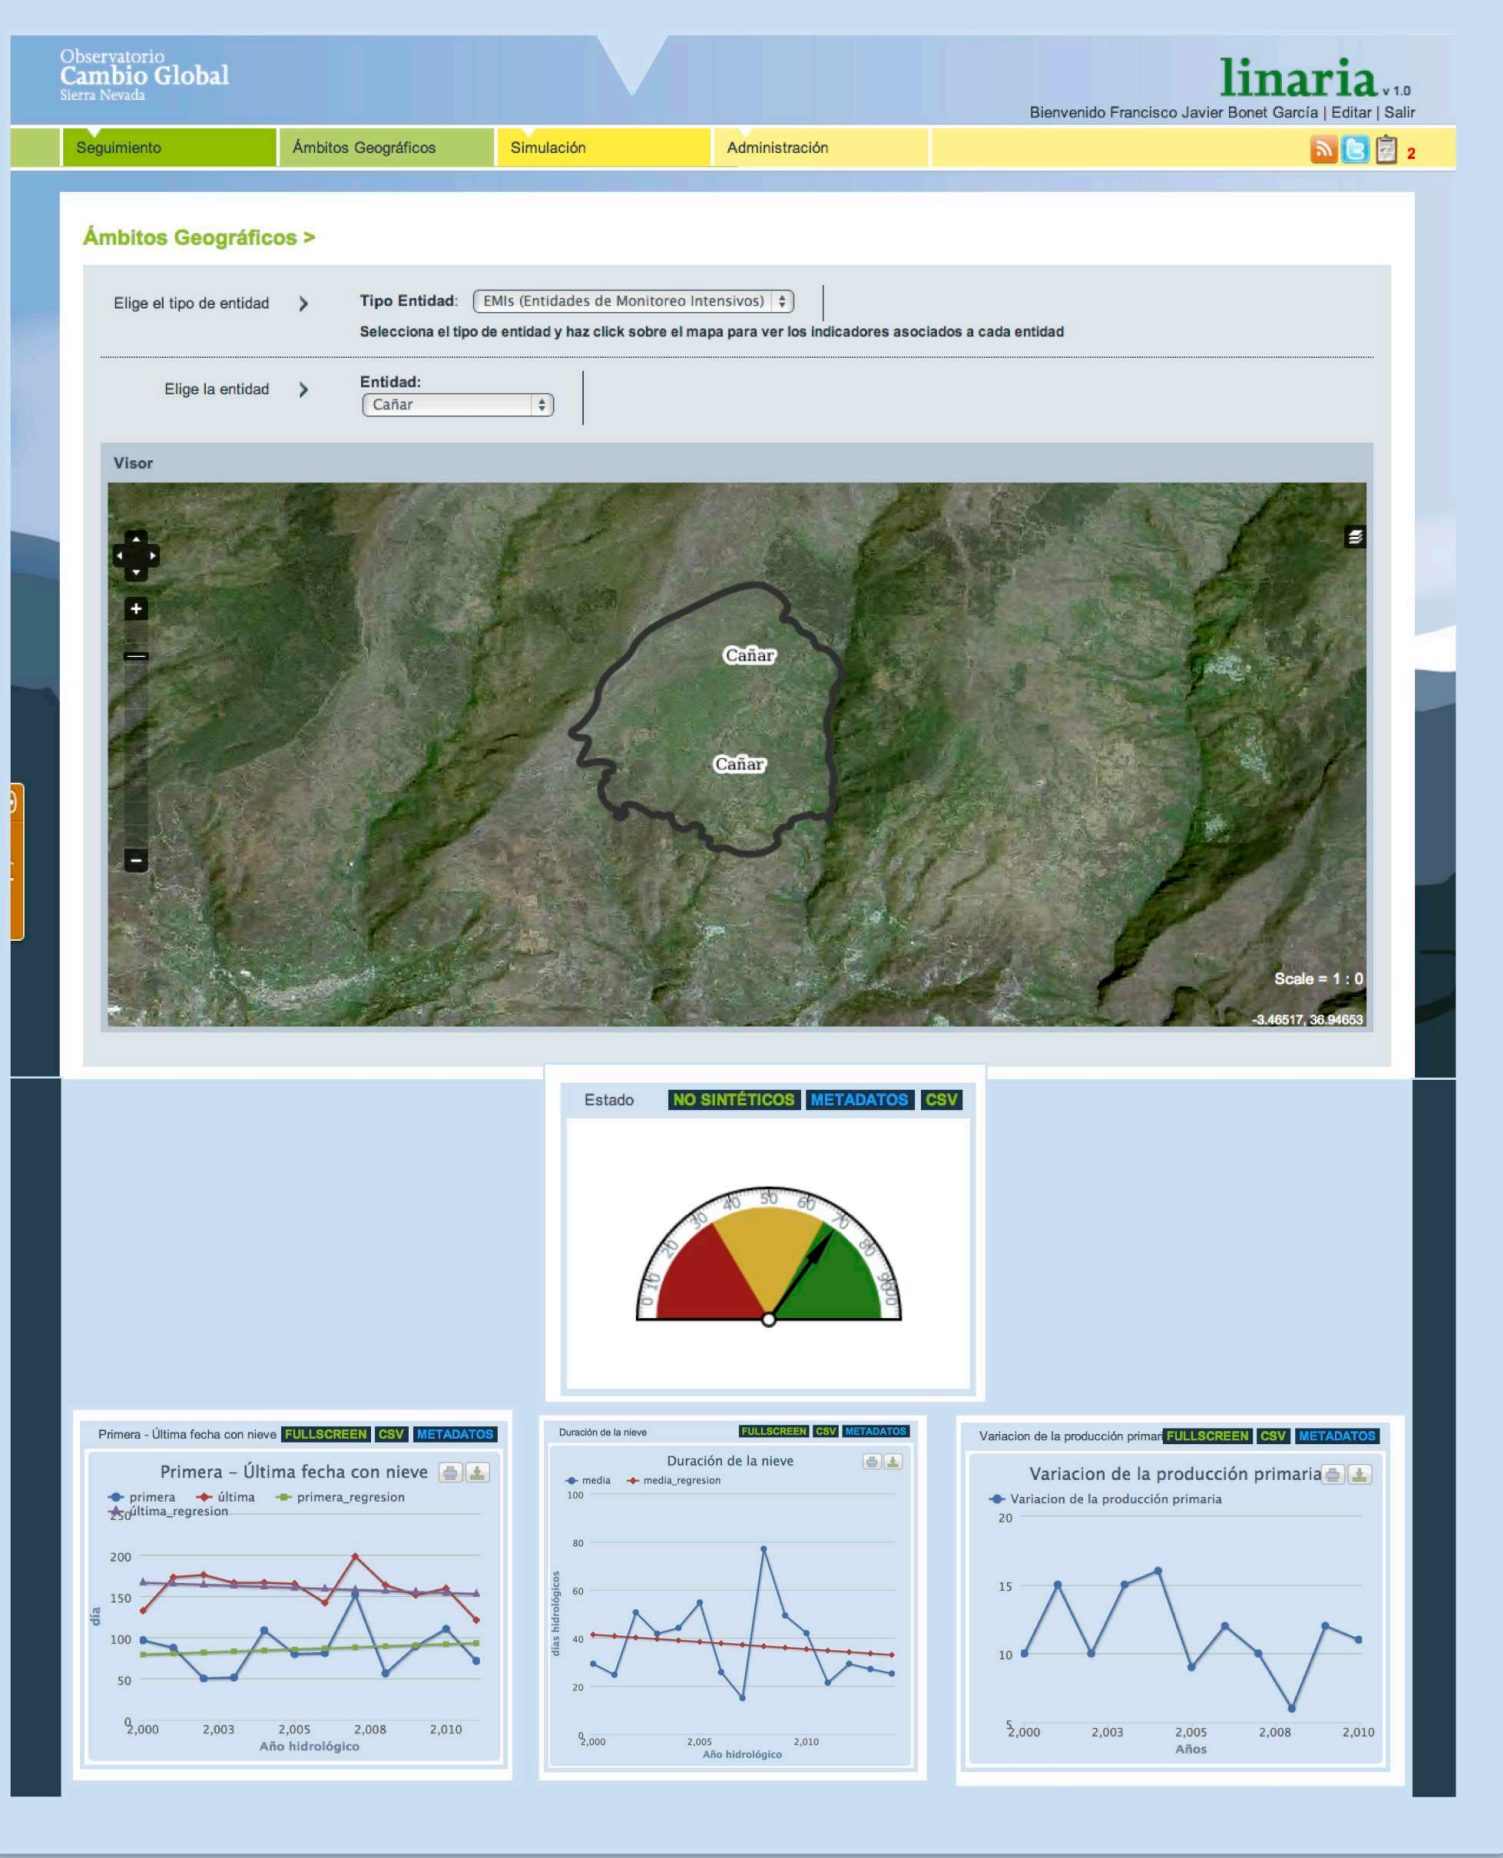 Observatorio
Cambio Global
Sierra Nevada
linaria v 1.0
Bienvenido Francisco Javier Bonet García | Editar | Salir
Seguimiento
Ámbitos Geográficos
Simulación
Administración
2
Ámbitos Geográficos >
Elige el tipo de entidad
Tipo Entidad: EMIs (Entidades de Monitoreo Intensivos)
Selecciona el tipo de entidad y haz click sobre el mapa para ver los indicadores asociados a cada entidad
Elige la entidad
Entidad:
Cañar
Visor
Cañar
Cañar
Scale = 1 : 0
-3.46517, 36.94653
Estado NO SINTÉTICOS METADATOS CSV
0 10 20 30 40 50 60 70 80 90 100
Primera - Última fecha con nieve FULLSCREEN CSV METADATOS
Primera – Última fecha con nieve
primera última primera_regresion
última_regresion
250
200
150
100
50
0
día
2,000 2,003 2,005 2,008 2,010
Año hidrológico
Duración de la nieve FULLSCREEN CSV METADATOS
Duración de la nieve
media media_regresion
100
80
60
40
20
0
días hidrológicos
2,000 2,005 2,010
Año hidrológico
Variacion de la producción primar FULLSCREEN CSV METADATOS
Variacion de la producción primaria
Variacion de la producción primaria
20
15
10
5
2,000 2,003 2,005 2,008 2,010
Años